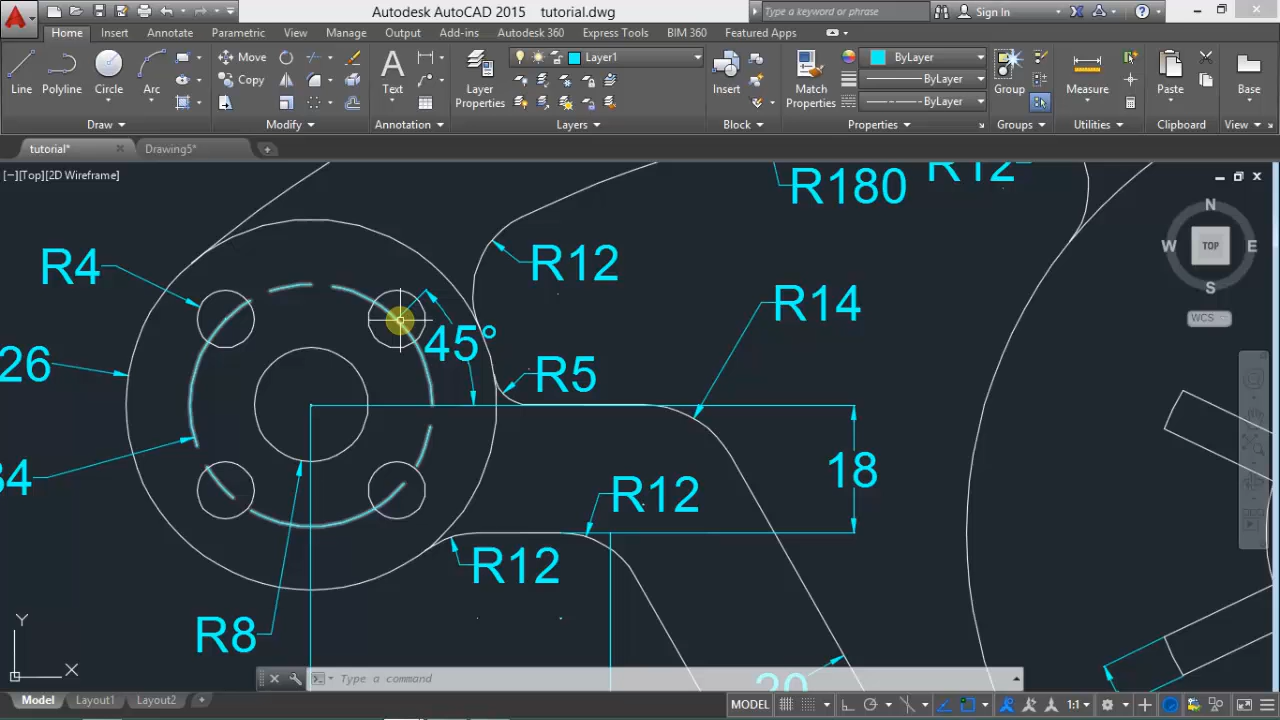 Autodesk AutoCAD 2015 tutorial.dwg
Type a keyword or phrase
Sign In
Home Insert Annotate Parametric View Manage Output Add-ins Autodesk 360 Express Tools BIM 360 Featured Apps
Line Polyline Circle Arc
Move
Copy
Text
Layer Properties
Layer1
Insert
Match Properties
ByLayer
ByLayer
ByLayer
Group
Measure
Paste
Base
Draw Modify Annotation Layers Block Properties Groups Utilities Clipboard View
tutorial* Drawing5*
[−][Top][2D Wireframe]
R180
R12
N
W TOP E
S
WCS
R4
R12
R14
45°
26
R5
R12
18
R12
R8
20
Y
X
Type a command
Model Layout1 Layout2 +
MODEL
1:1